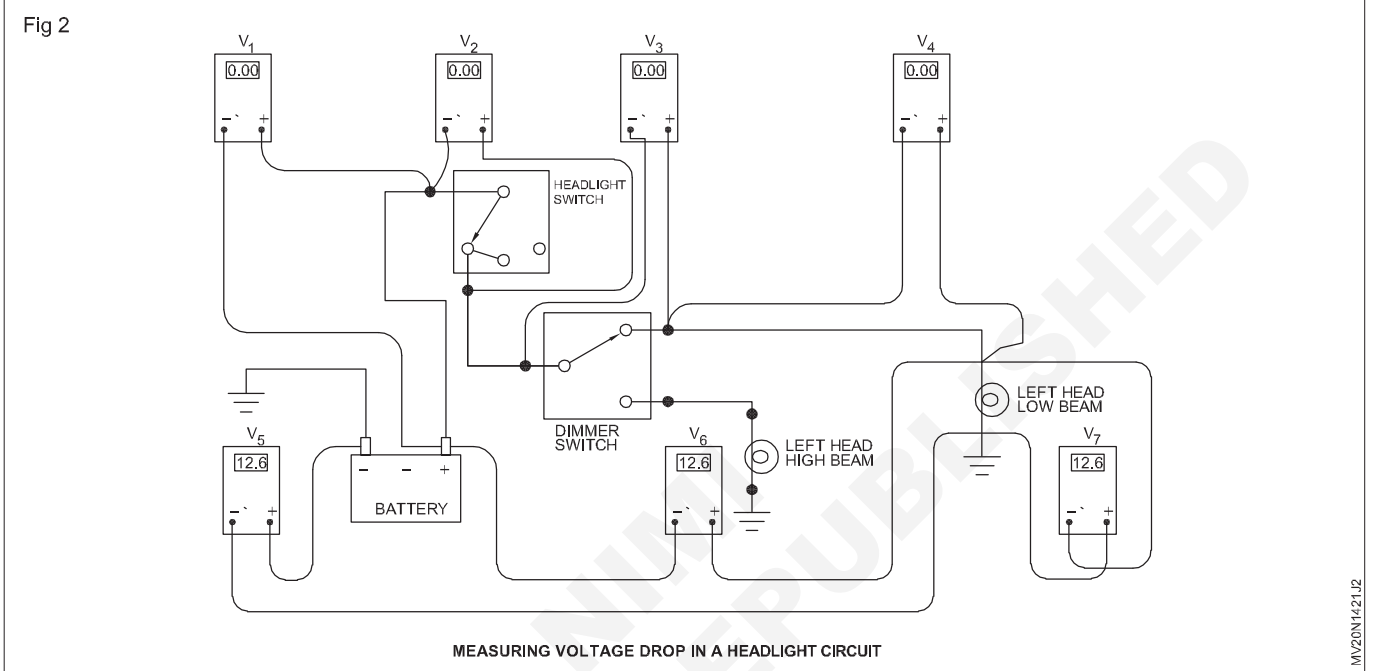 Fig 2
V1 V2 V3 V4
0.00 0.00 0.00 0.00
- + - + - + - +
HEADLIGHT
SWITCH
LEFT HEAD
LOW BEAM
DIMMER
SWITCH
LEFT HEAD
HIGH BEAM
V5 V6 V7
12.6 12.6 12.6
- - +
BATTERY
- + - + - +
MEASURING VOLTAGE DROP IN A HEADLIGHT CIRCUIT
MV20N1421J2
NIMI
EPUBLISHED